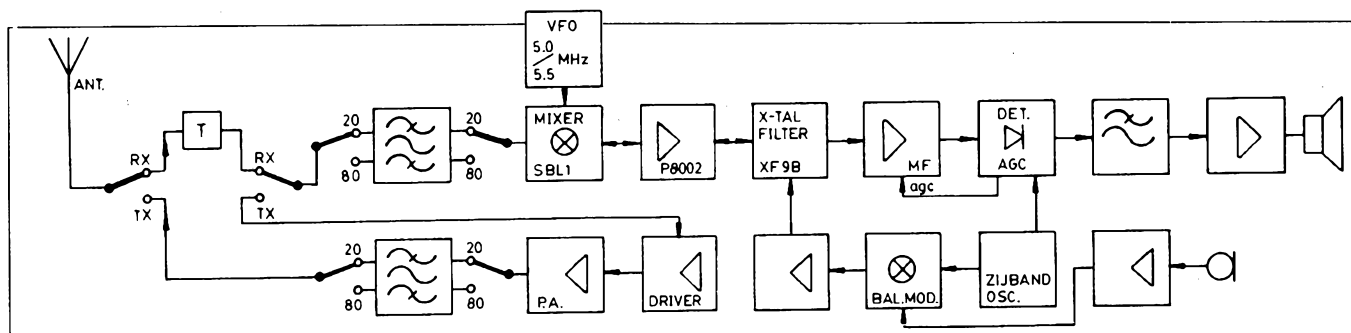 VFO
5.0
MHz
5.5
ANT.
RX
T
RX
20
80
20
80
MIXER
SBL1
P8002
X-TAL
FILTER
XF9B
MF
agc
DET.
AGC
TX
TX
20
80
20
80
P.A.
DRIVER
BAL.MOD.
ZIJBAND
OSC.